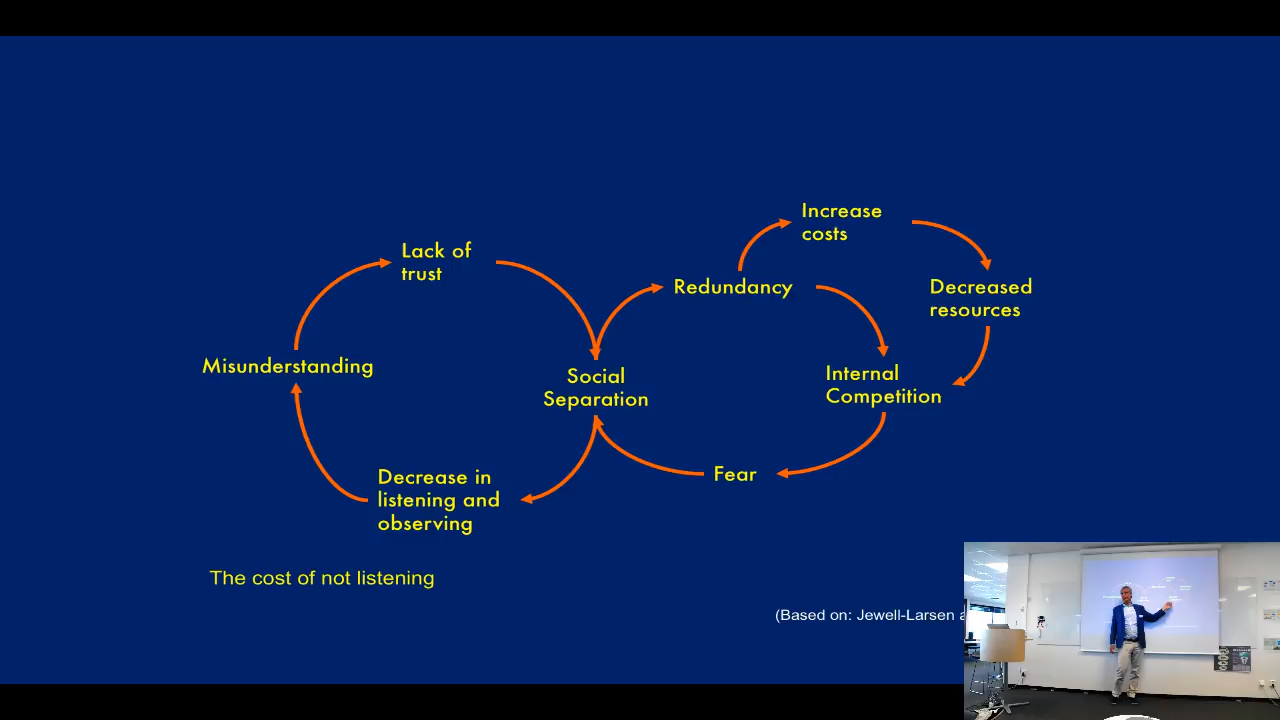 Increase
costs
Lack of
trust
Redundancy
Decreased
resources
Misunderstanding
Social
Separation
Internal
Competition
Decrease in
listening and
observing
Fear
The cost of not listening
(Based on: Jewell-Larsen